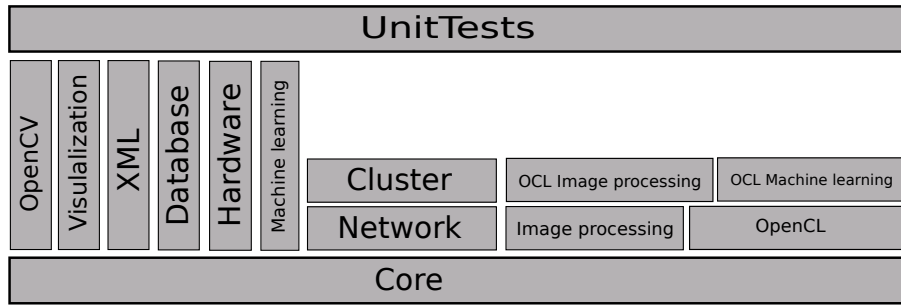 UnitTests
OpenCV
Visulalization
XML
Database
Hardware
Machine learning
Cluster
OCL Image processing
OCL Machine learning
Network
Image processing
OpenCL
Core